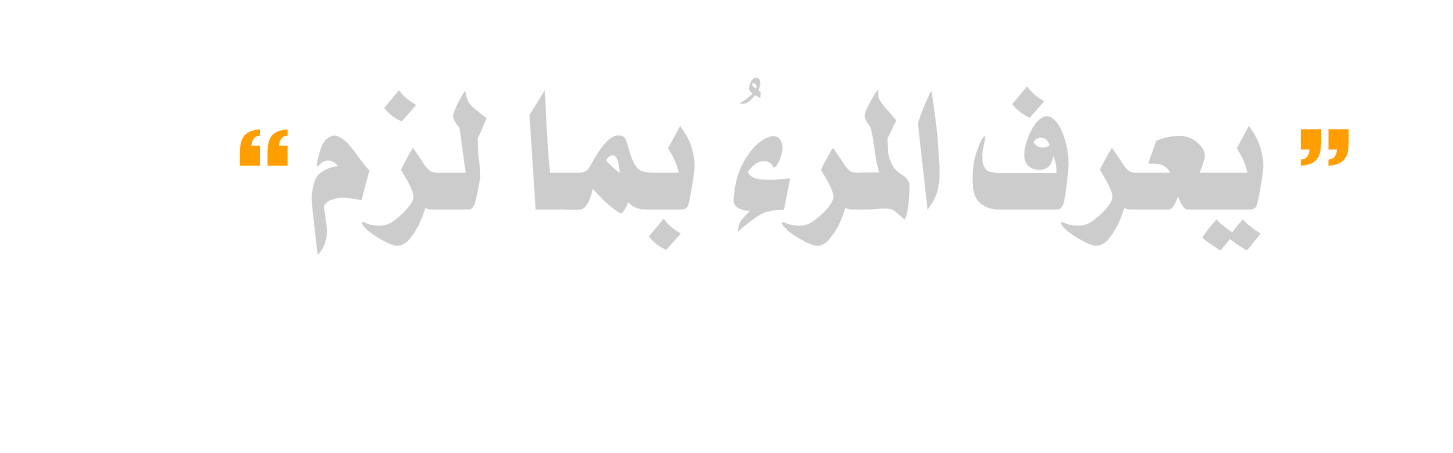 ” يعرف المرءُ بما لزم “